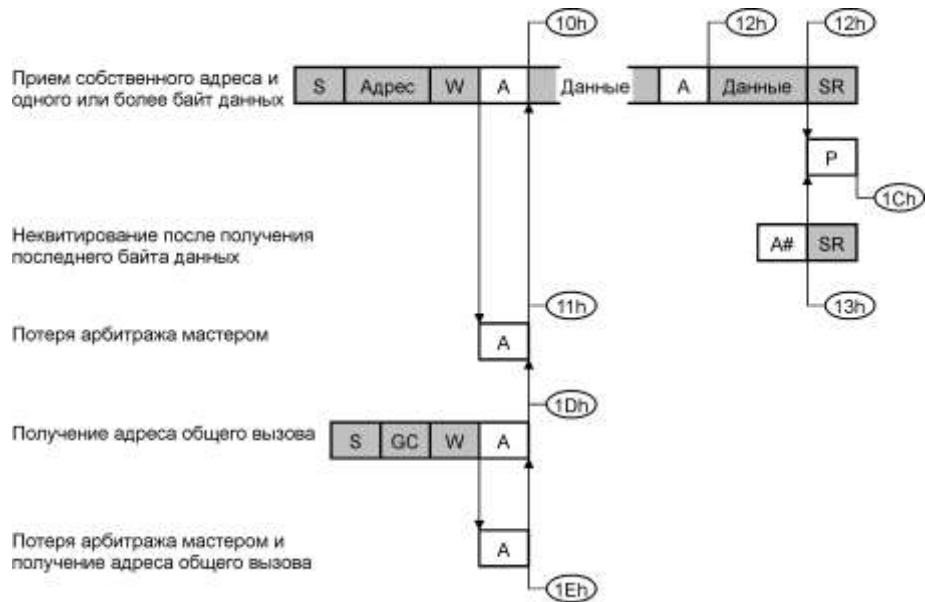 10h 12h 12h
Прием собственного адреса и
одного или более байт данных
S Адрес W A Данные A Данные SR
P
1Ch
Неквитирование после получения
последнего байта данных
A# SR
11h 13h
Потеря арбитража мастером
A
1Dh
Получение адреса общего вызова
S GC W A
Потеря арбитража мастером и
получение адреса общего вызова
A
1Eh